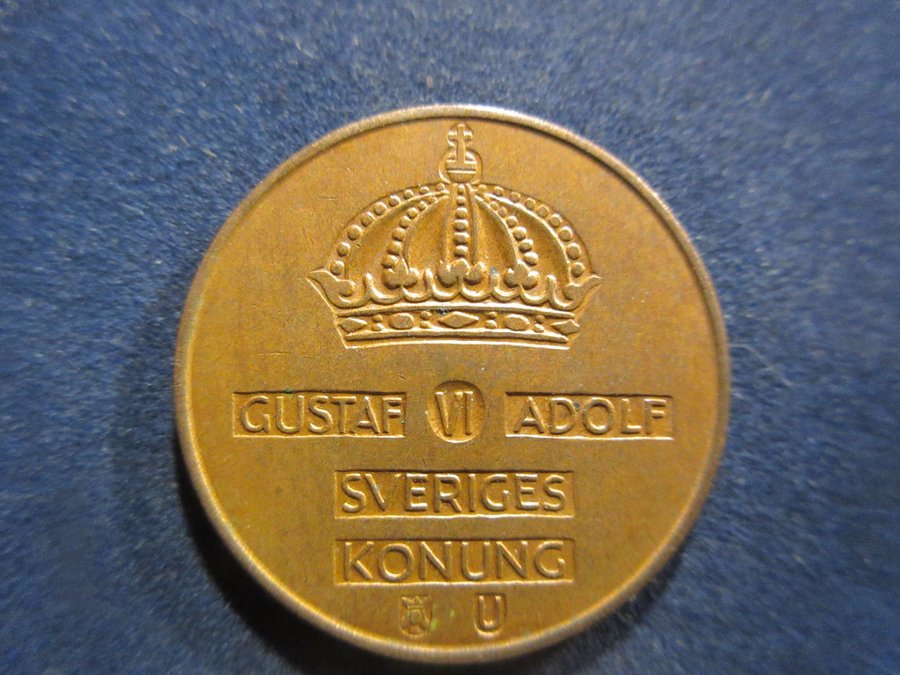 GUSTAF VI ADOLF
SVERIGES
KONUNG
U